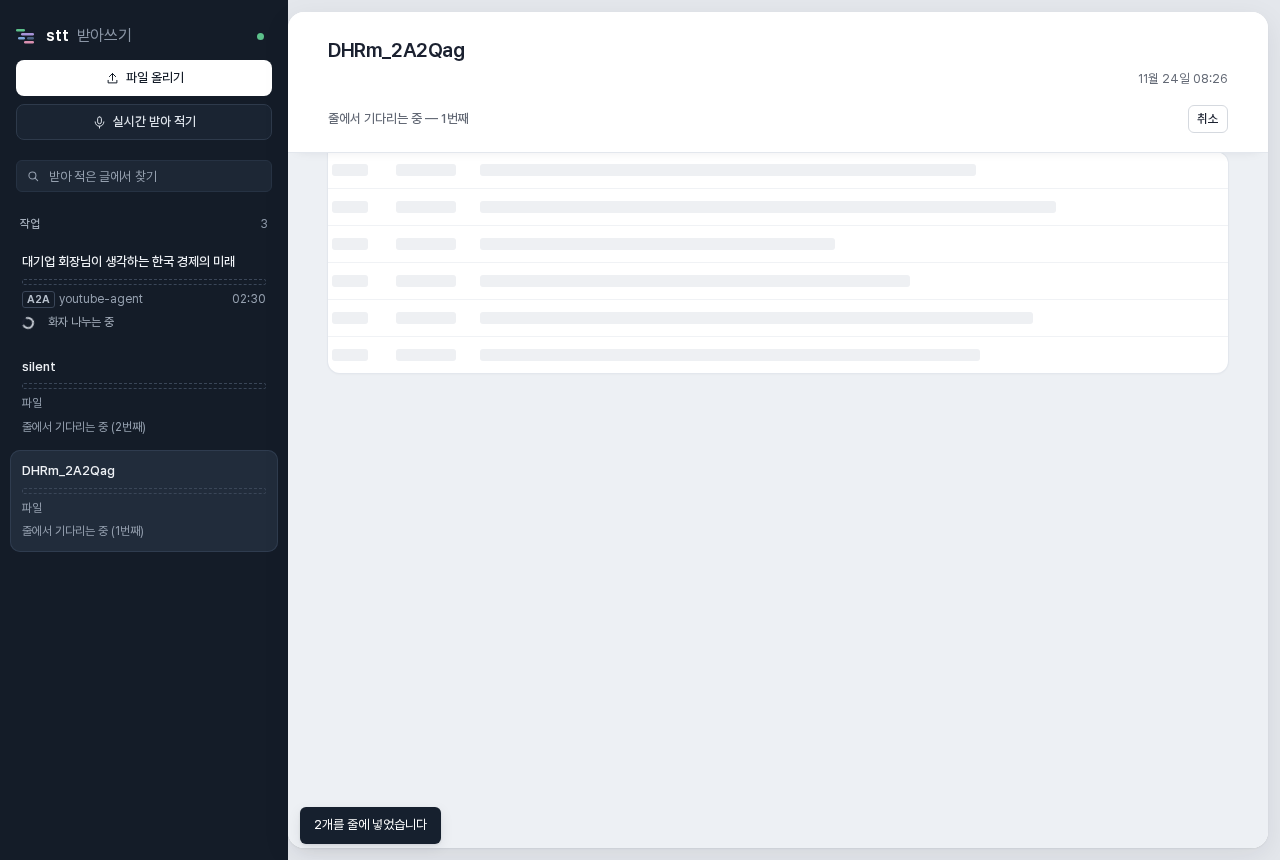 stt 받아쓰기
파일 올리기
실시간 받아 적기
받아 적은 글에서 찾기
작업 3
대기업 회장님이 생각하는 한국 경제의 미래
A2A youtube-agent 02:30
화자 나누는 중
silent
파일
줄에서 기다리는 중 (2번째)
DHRm_2A2Qag
파일
줄에서 기다리는 중 (1번째)
DHRm_2A2Qag
11월 24일 08:26
줄에서 기다리는 중 — 1번째
취소
2개를 줄에 넣었습니다